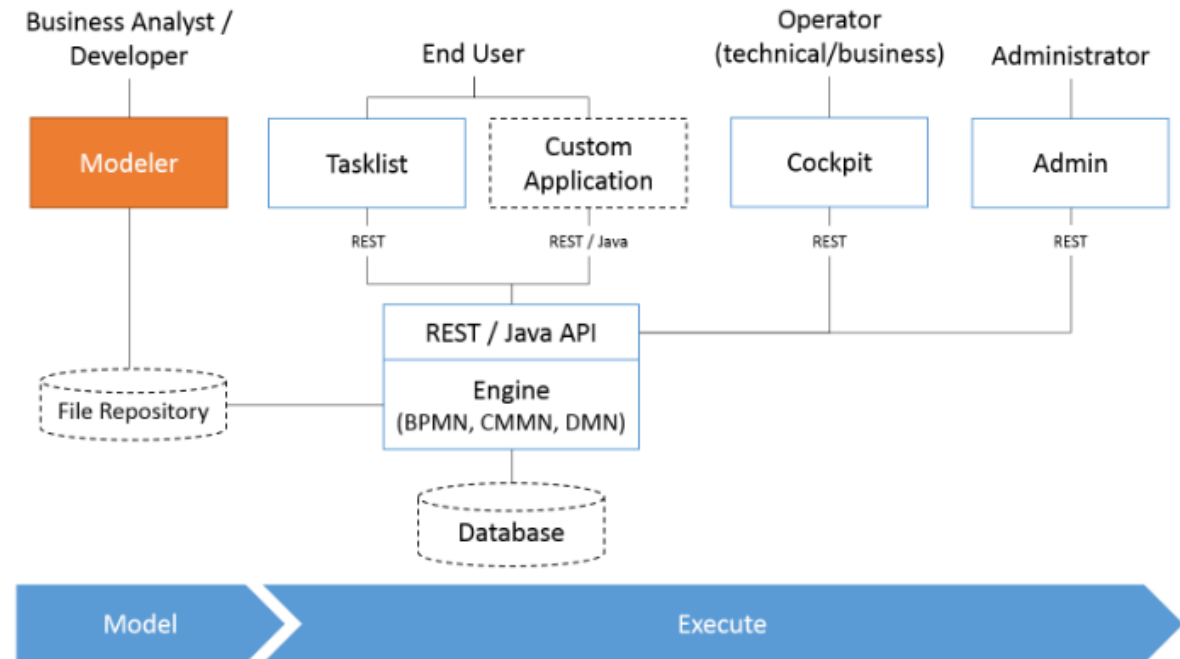 Business Analyst /
Developer
End User
Operator
(technical/business)
Administrator
Modeler
Tasklist
Custom
Application
Cockpit
Admin
REST
REST / Java
REST
REST
REST / Java API
Engine
(BPMN, CMMN, DMN)
File Repository
Database
Model
Execute